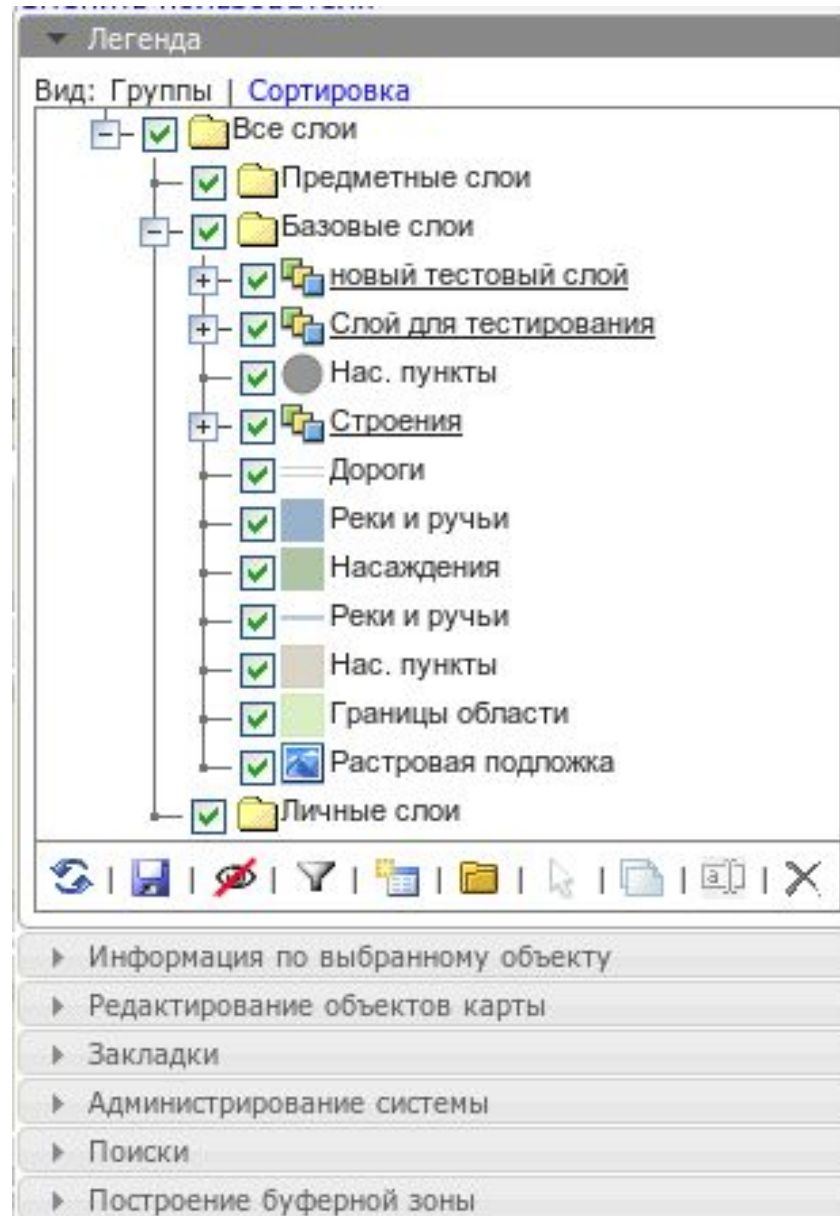 Легенда
Вид: Группы | Сортировка
Все слои
Предметные слои
Базовые слои
новый тестовый слой
Слой для тестирования
Нас. пункты
Строения
Дороги
Реки и ручьи
Насаждения
Реки и ручьи
Нас. пункты
Границы области
Растровая подложка
Личные слои
Информация по выбранному объекту
Редактирование объектов карты
Закладки
Администрирование системы
Поиски
Построение буферной зоны